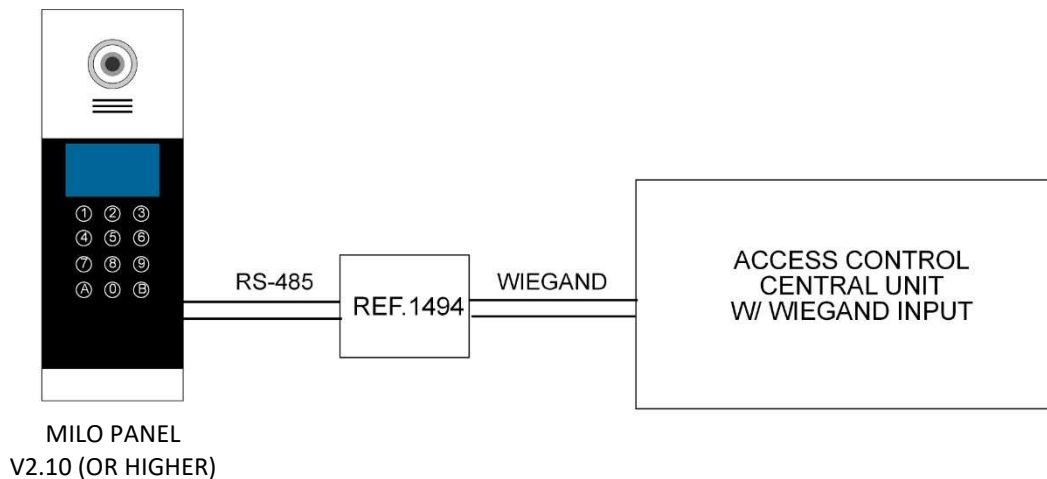 1 2 3
4 5 6
7 8 9
A 0 B
RS-485
REF.1494
WIEGAND
ACCESS CONTROL
CENTRAL UNIT
W/ WIEGAND INPUT
MILO PANEL
V2.10 (OR HIGHER)